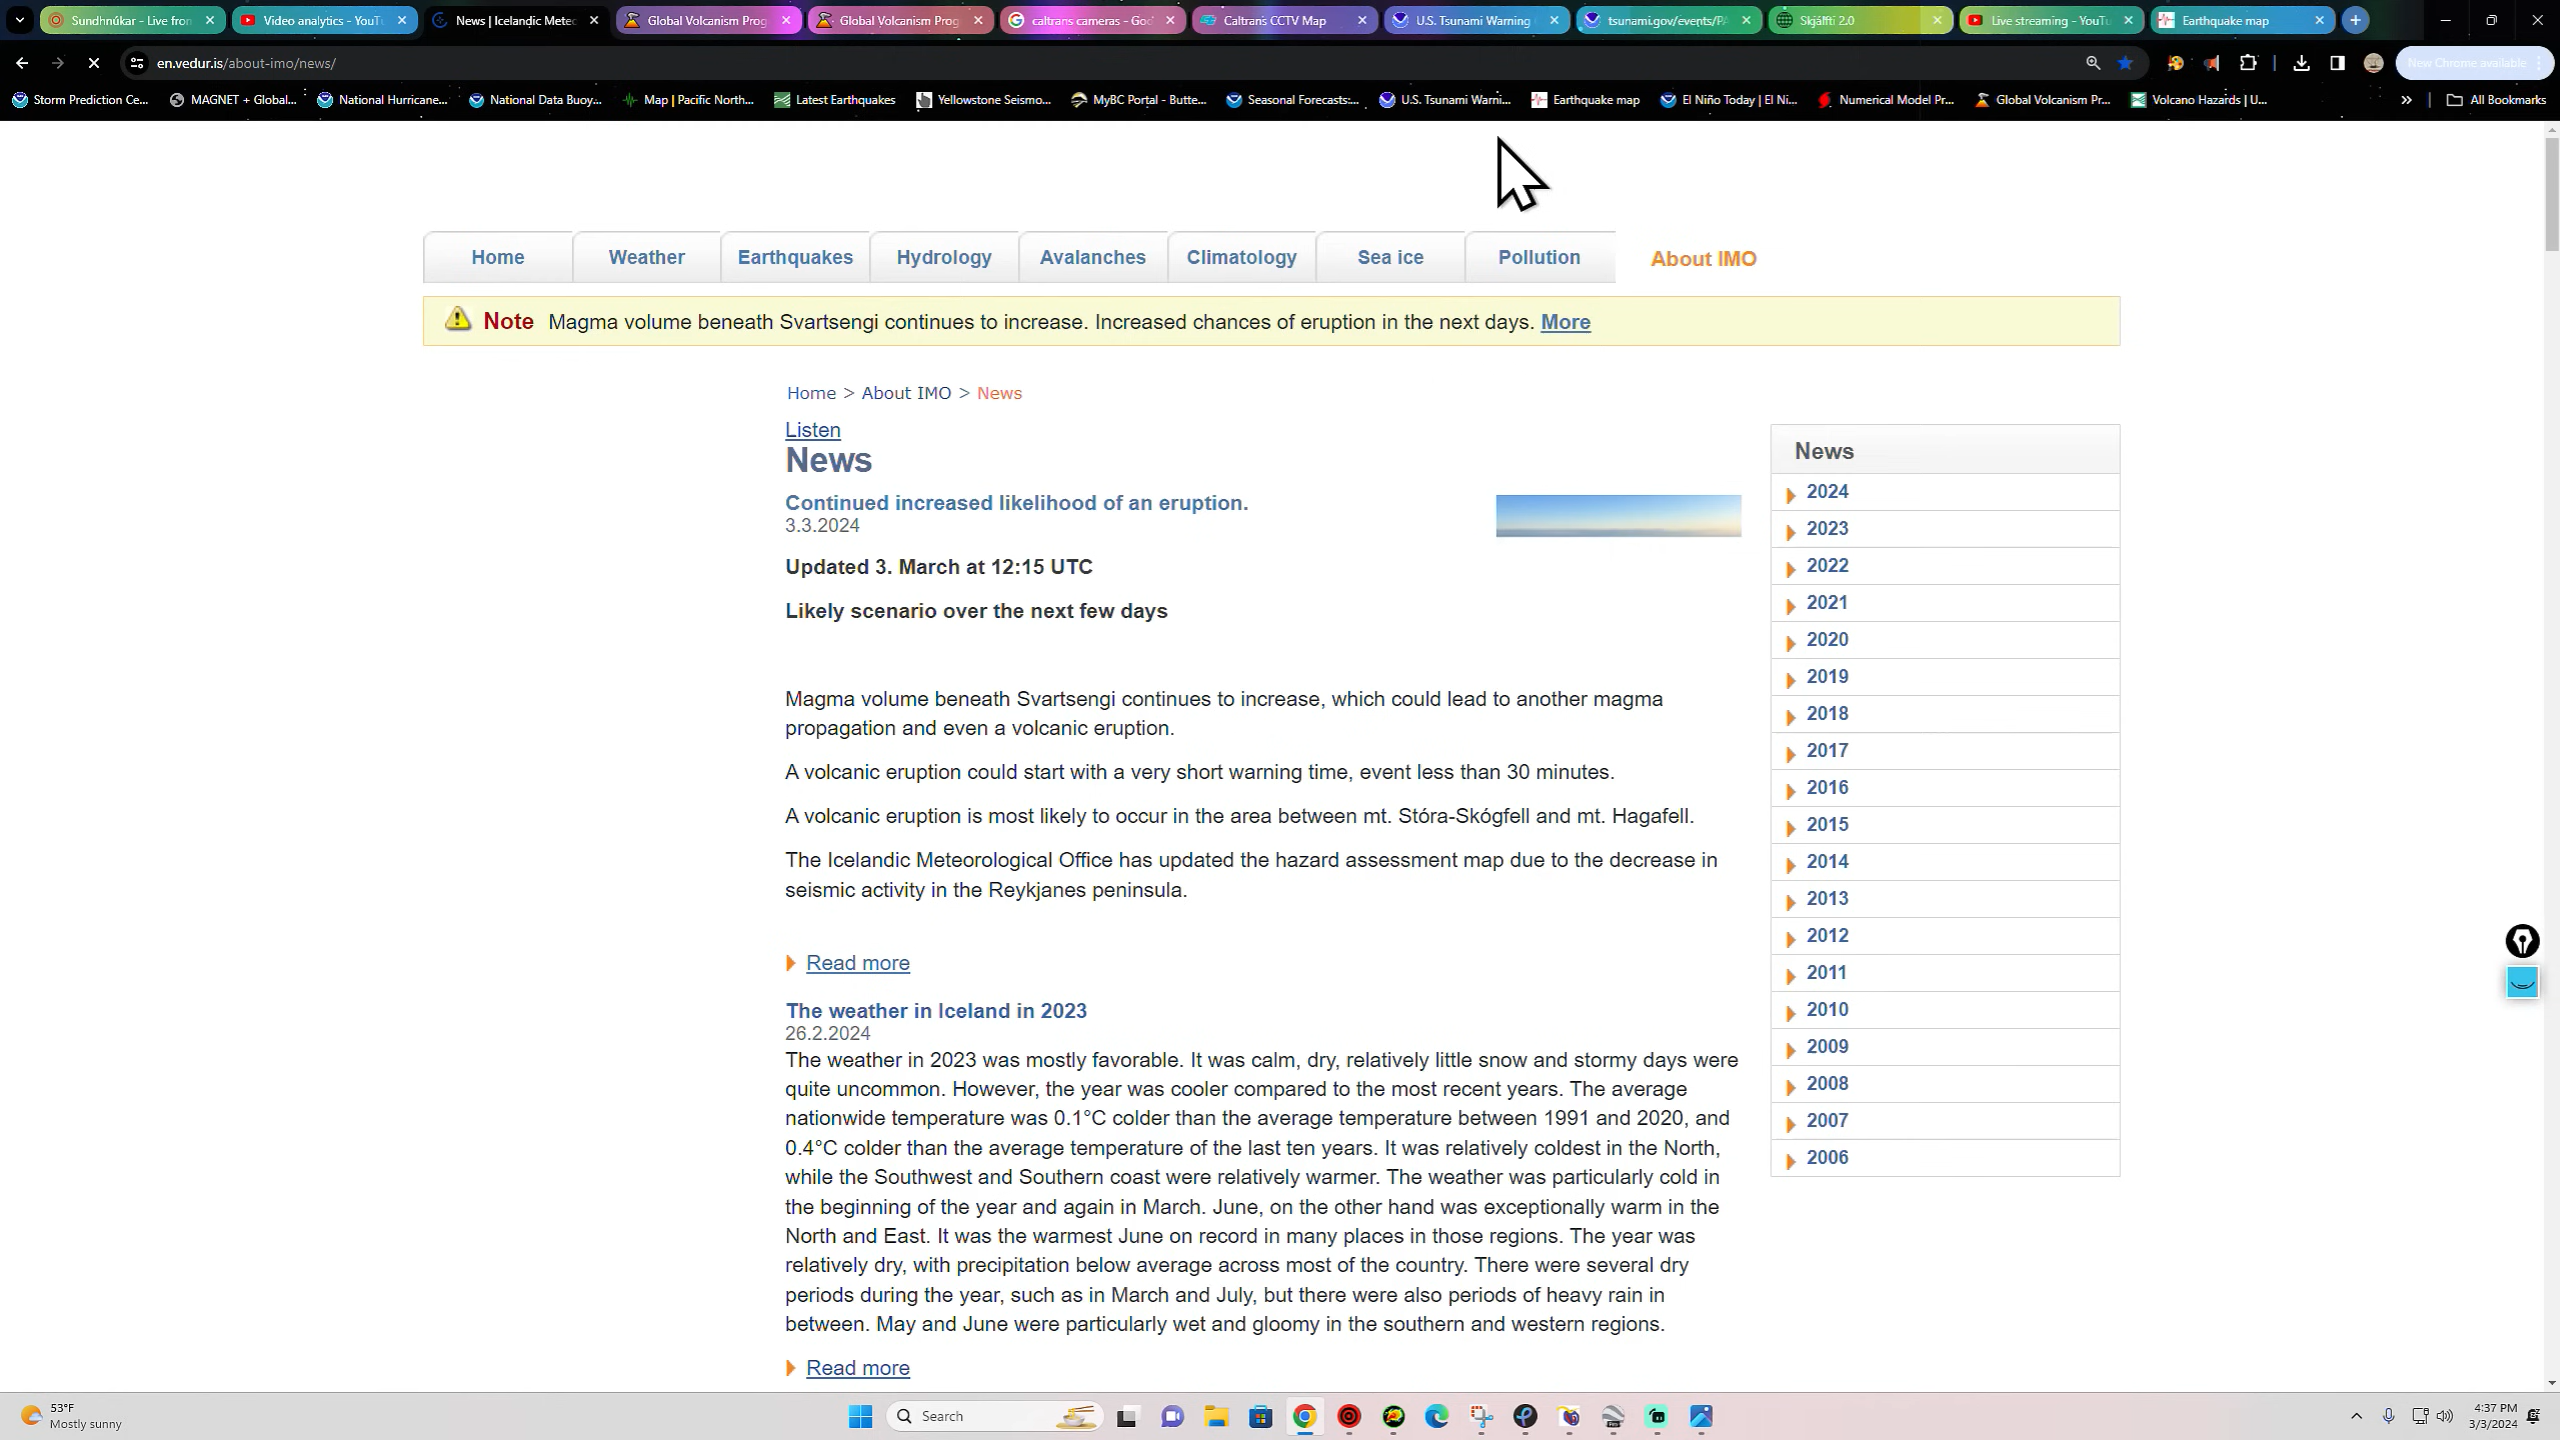 Sundhnúkar - Live from
Video analytics - YouTu
News | Icelandic Metec
Global Volcanism Prog
Global Volcanism Prog
caltrans cameras - Goo
Caltrans CCTV Map
U.S. Tsunami Warning
tsunami.gov/events/PA
Skjálfti 2.0
Live streaming - YouTu
Earthquake map
en.vedur.is/about-imo/news/
New Chrome available
Storm Prediction Ce...
MAGNET + Global...
National Hurricane...
National Data Buoy...
Map | Pacific North...
Latest Earthquakes
Yellowstone Seismo...
MyBC Portal - Butte...
Seasonal Forecasts:...
U.S. Tsunami Warni...
Earthquake map
El Niño Today | El Ni...
Numerical Model Pr...
Global Volcanism Pr...
Volcano Hazards | U...
All Bookmarks
Home
Weather
Earthquakes
Hydrology
Avalanches
Climatology
Sea ice
Pollution
About IMO
Note Magma volume beneath Svartsengi continues to increase. Increased chances of eruption in the next days. More
Home > About IMO > News
Listen
News
Continued increased likelihood of an eruption.
3.3.2024
Updated 3. March at 12:15 UTC
Likely scenario over the next few days
Magma volume beneath Svartsengi continues to increase, which could lead to another magma
propagation and even a volcanic eruption.
A volcanic eruption could start with a very short warning time, event less than 30 minutes.
A volcanic eruption is most likely to occur in the area between mt. Stóra-Skógfell and mt. Hagafell.
The Icelandic Meteorological Office has updated the hazard assessment map due to the decrease in
seismic activity in the Reykjanes peninsula.
Read more
The weather in Iceland in 2023
26.2.2024
The weather in 2023 was mostly favorable. It was calm, dry, relatively little snow and stormy days were
quite uncommon. However, the year was cooler compared to the most recent years. The average
nationwide temperature was 0.1°C colder than the average temperature between 1991 and 2020, and
0.4°C colder than the average temperature of the last ten years. It was relatively coldest in the North,
while the Southwest and Southern coast were relatively warmer. The weather was particularly cold in
the beginning of the year and again in March. June, on the other hand was exceptionally warm in the
North and East. It was the warmest June on record in many places in those regions. The year was
relatively dry, with precipitation below average across most of the country. There were several dry
periods during the year, such as in March and July, but there were also periods of heavy rain in
between. May and June were particularly wet and gloomy in the southern and western regions.
Read more
News
2024
2023
2022
2021
2020
2019
2018
2017
2016
2015
2014
2013
2012
2011
2010
2009
2008
2007
2006
53°F
Mostly sunny
Search
4:37 PM
3/3/2024